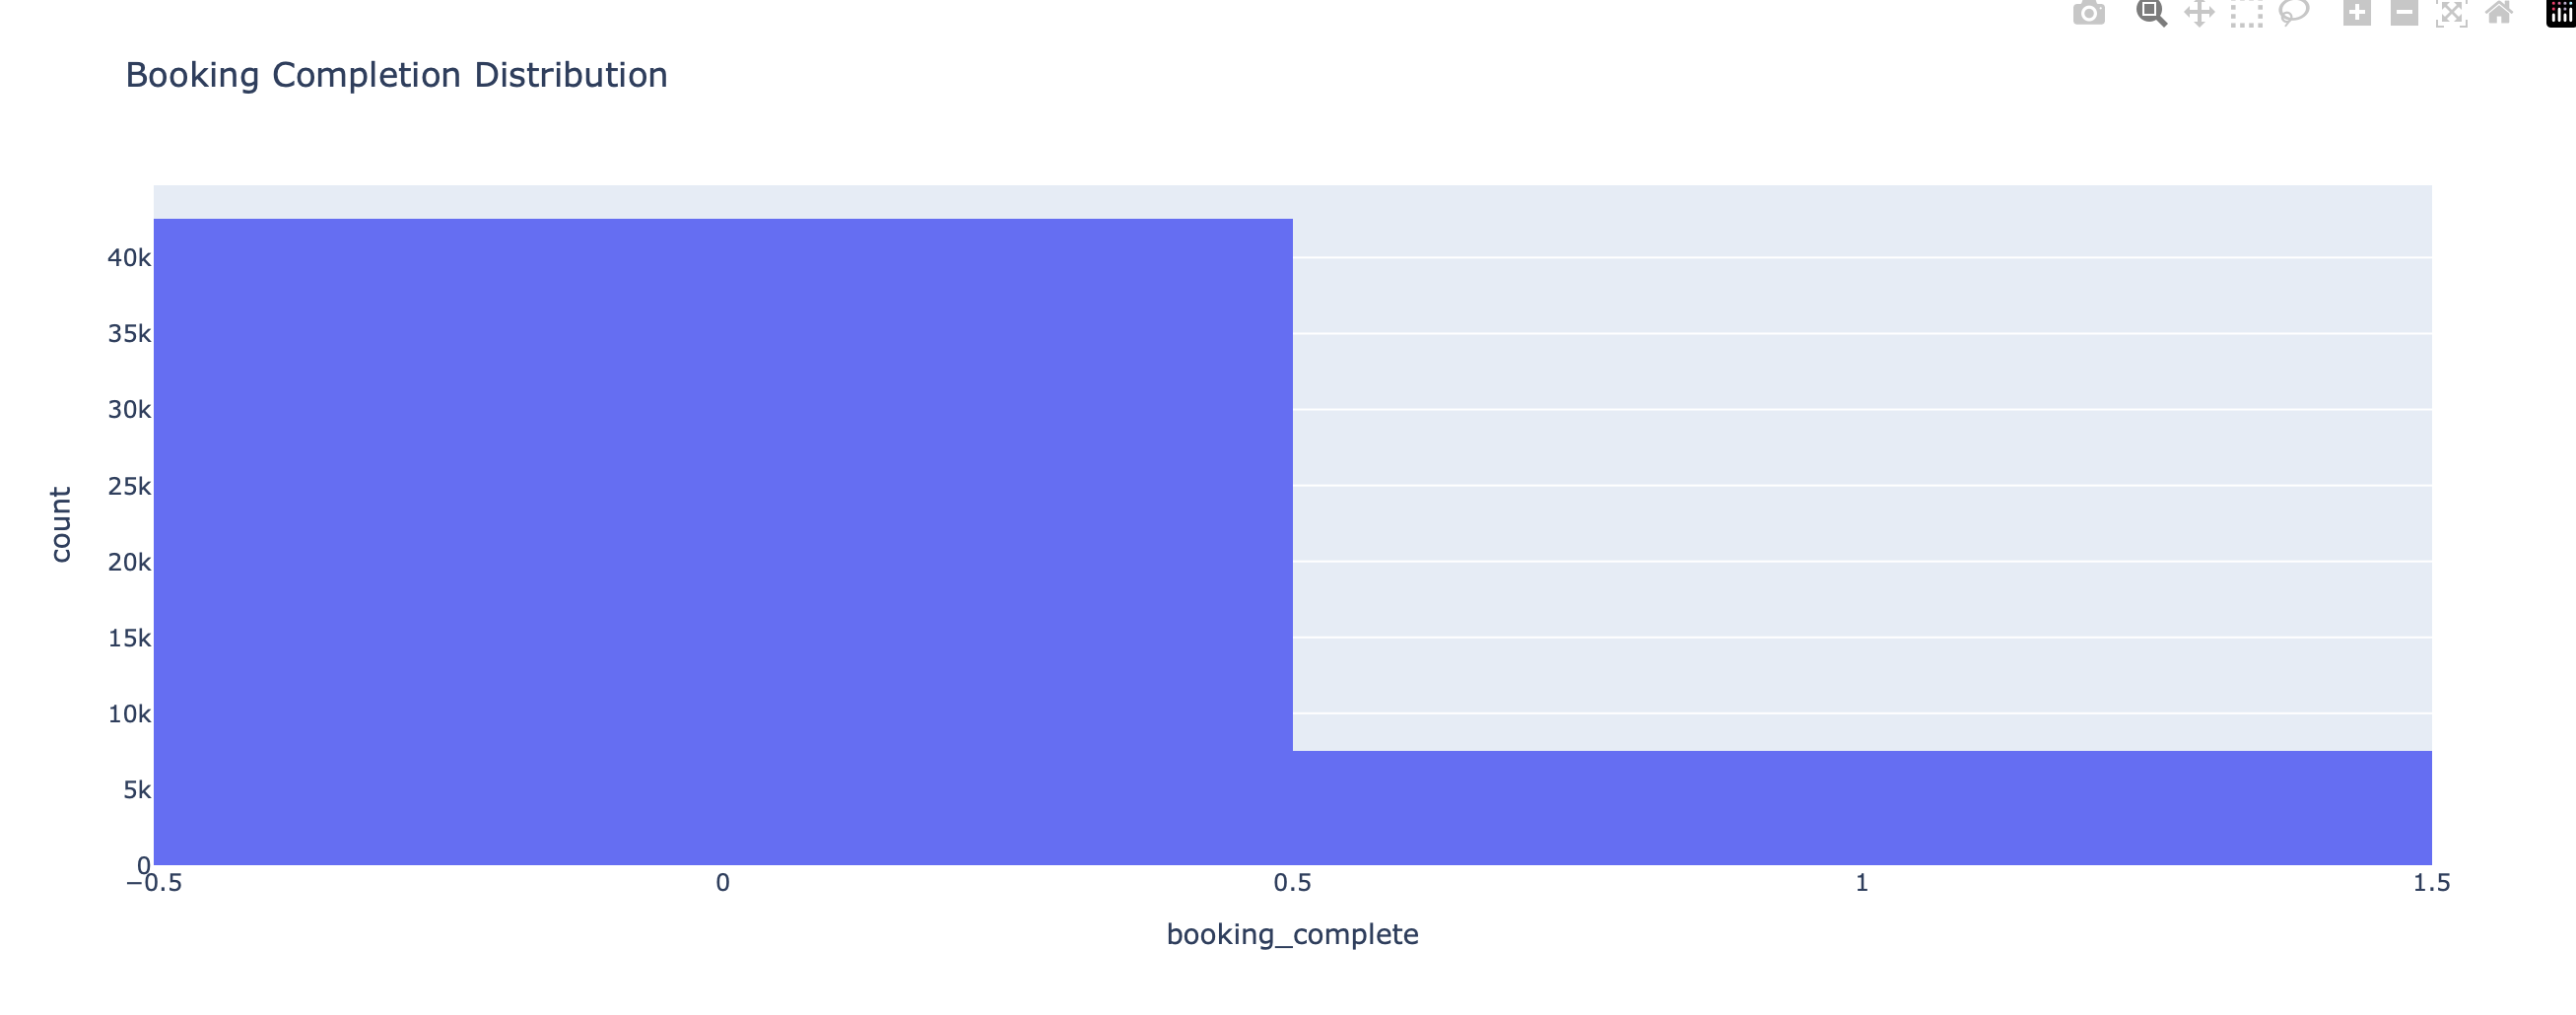 Booking Completion Distribution
40k
35k
30k
25k
20k
15k
10k
5k
0
count
−0.5 0 0.5 1 1.5
booking_complete